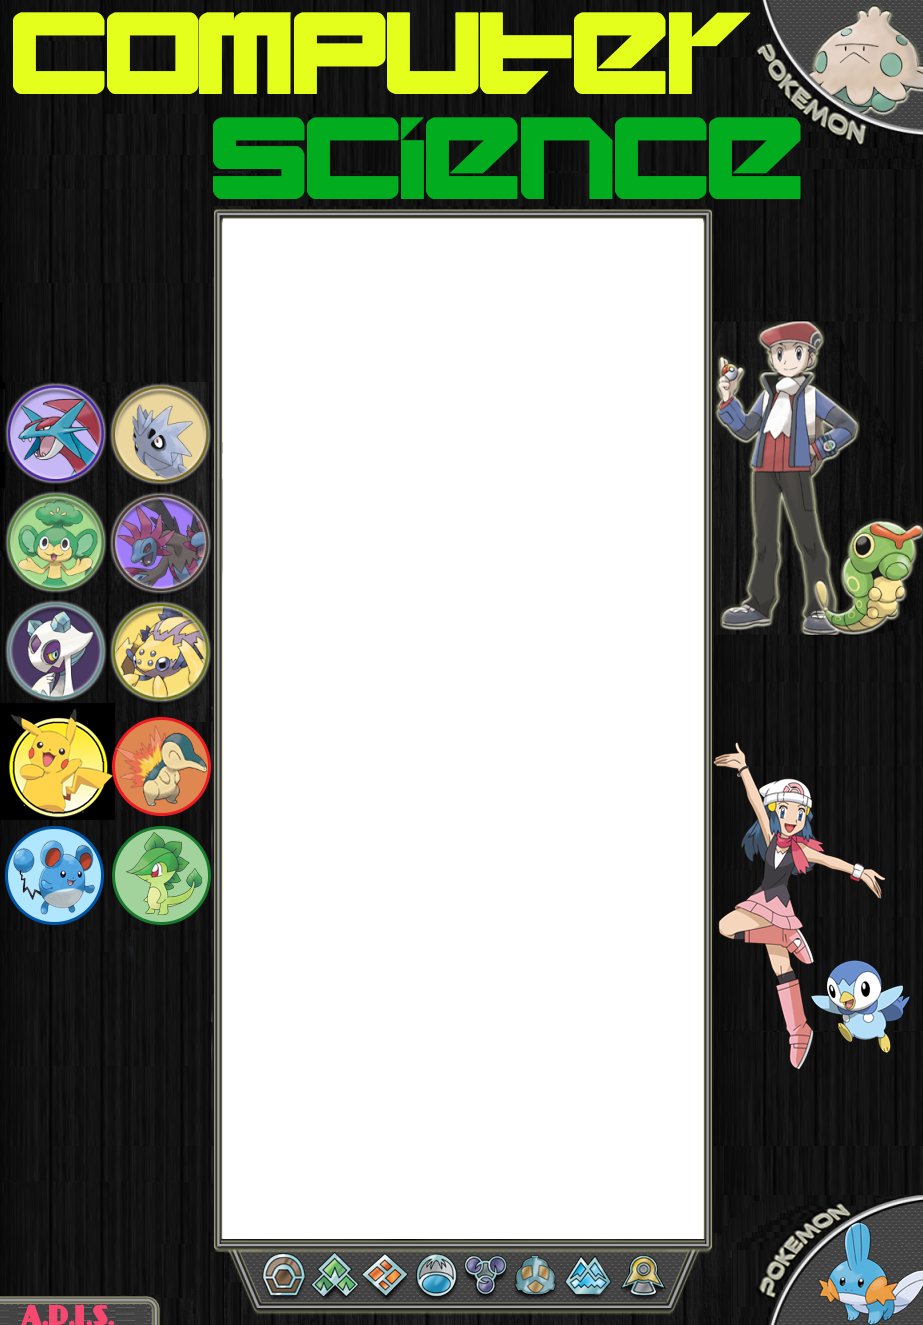 computer
POKEMON
science
POKEMON
A.D.I.S.